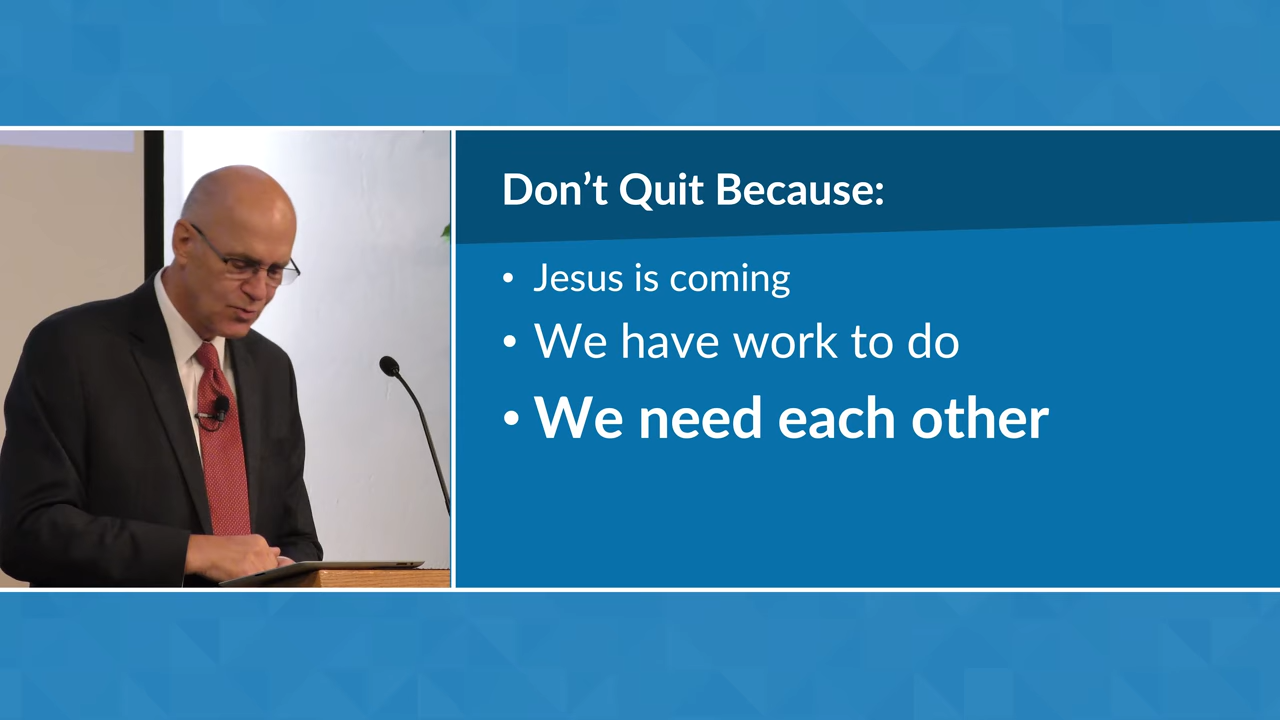 Don’t Quit Because:
• Jesus is coming
• We have work to do
• We need each other